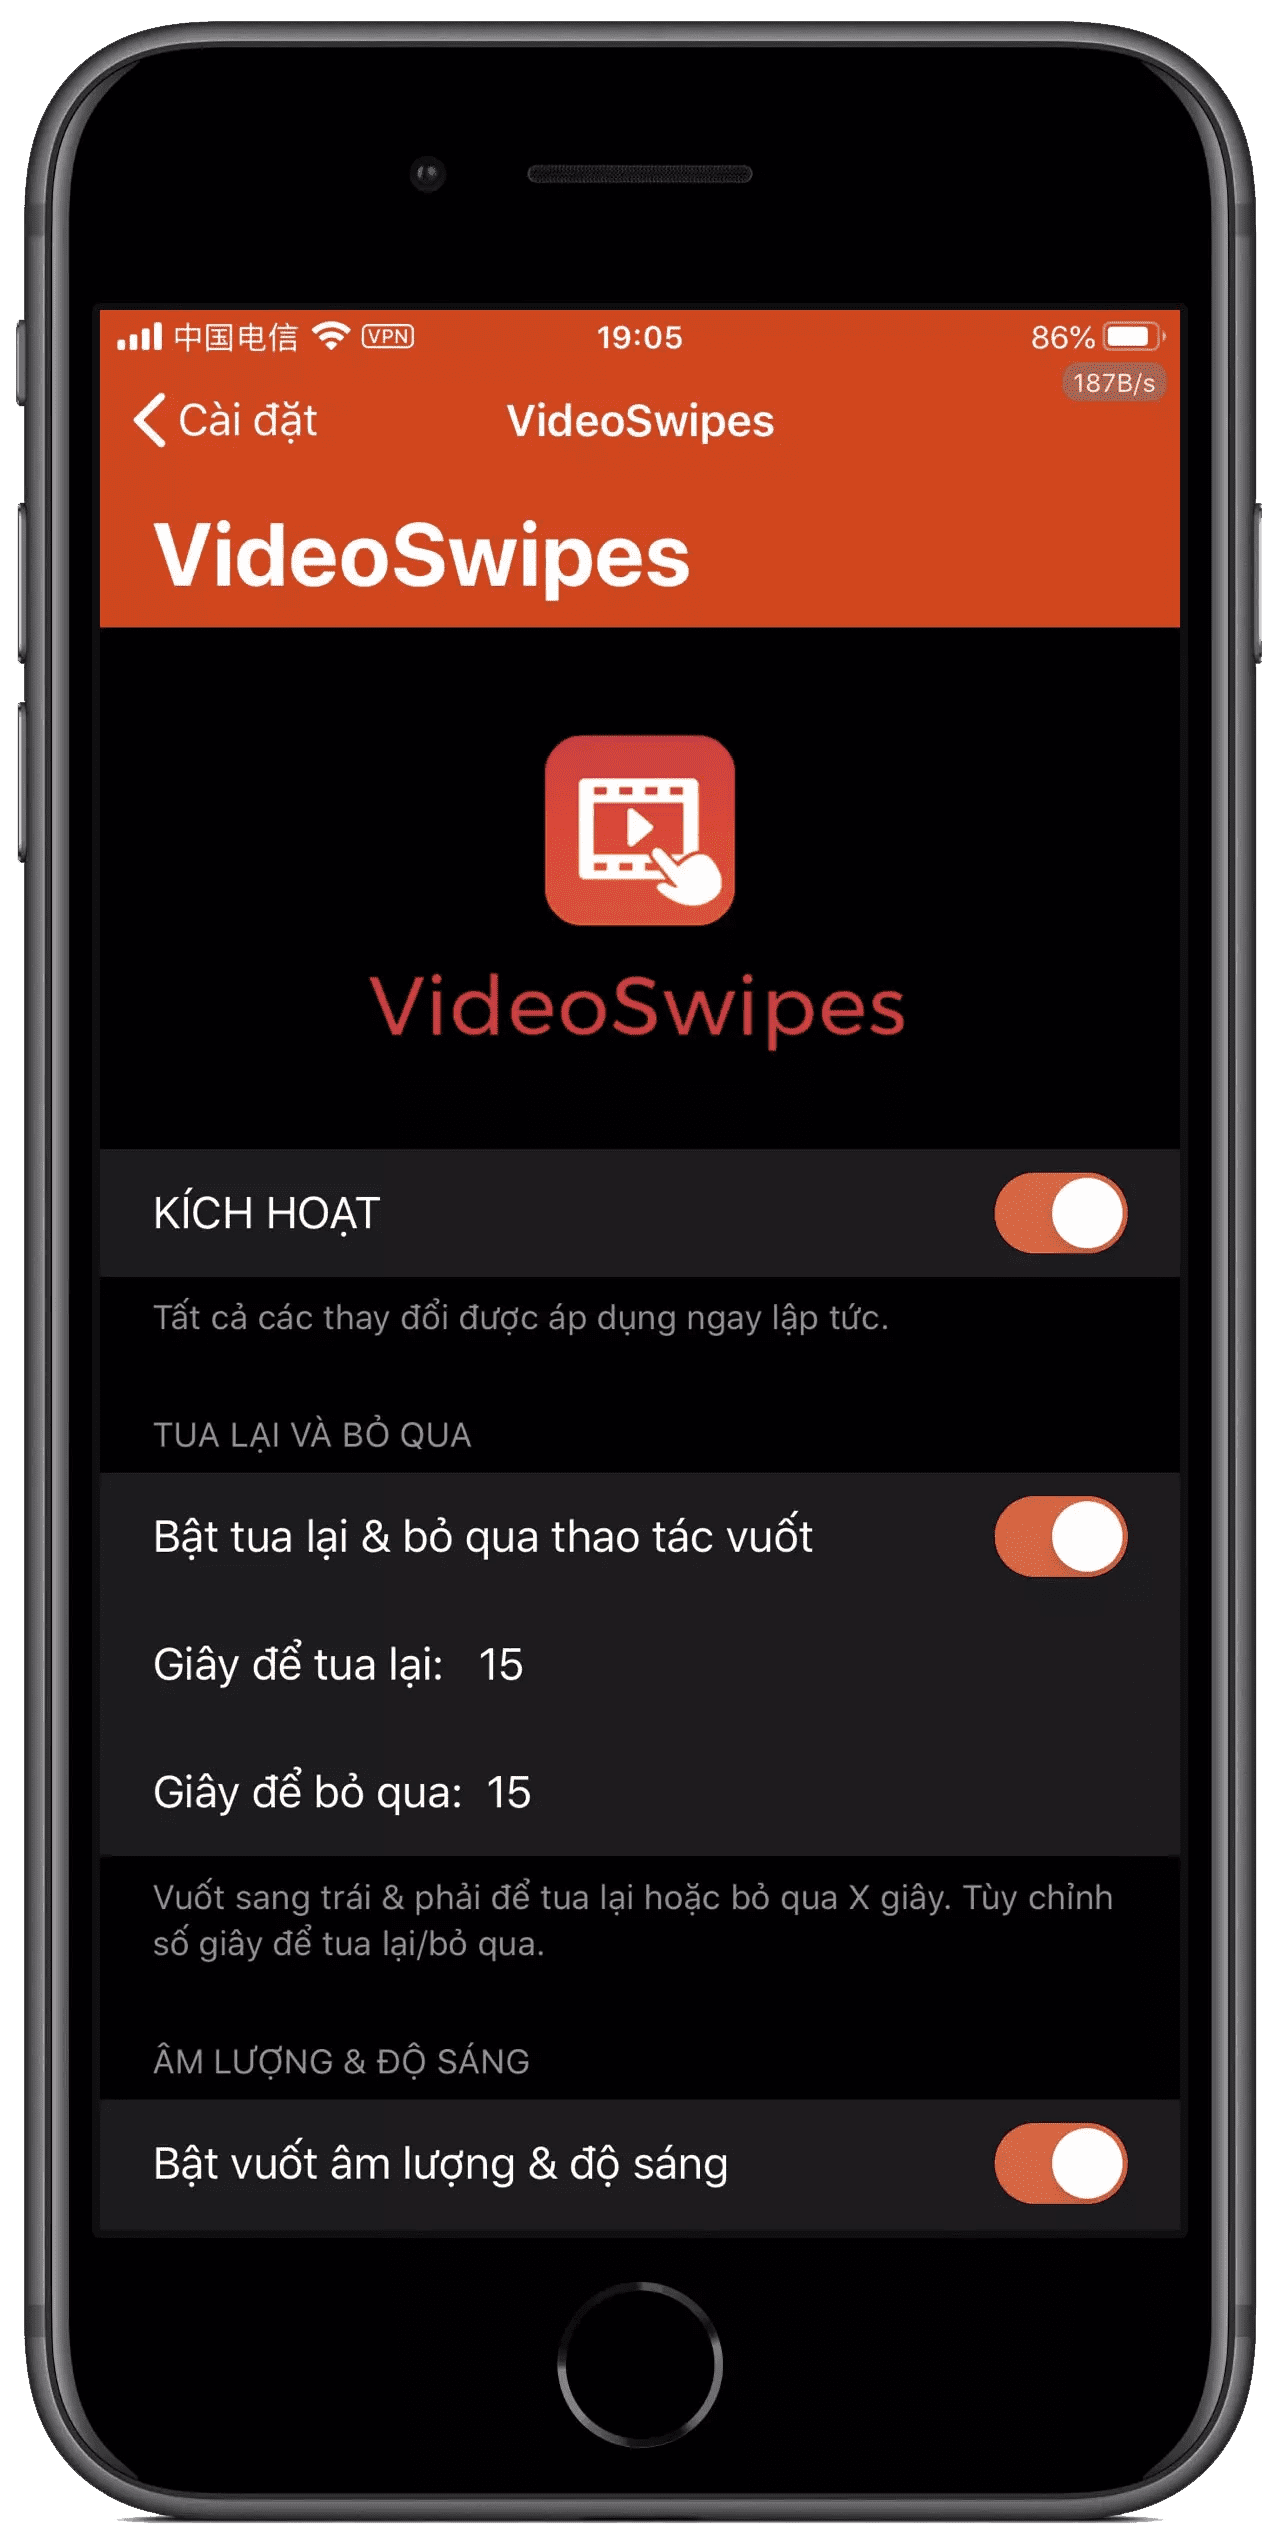 中国电信 VPN 19:05 86%
187B/s
Cài đặt VideoSwipes
VideoSwipes
VideoSwipes
KÍCH HOẠT
Tất cả các thay đổi được áp dụng ngay lập tức.
TUA LẠI VÀ BỎ QUA
Bật tua lại & bỏ qua thao tác vuốt
Giây để tua lại: 15
Giây để bỏ qua: 15
Vuốt sang trái & phải để tua lại hoặc bỏ qua X giây. Tùy chỉnh
số giây để tua lại/bỏ qua.
ÂM LƯỢNG & ĐỘ SÁNG
Bật vuốt âm lượng & độ sáng